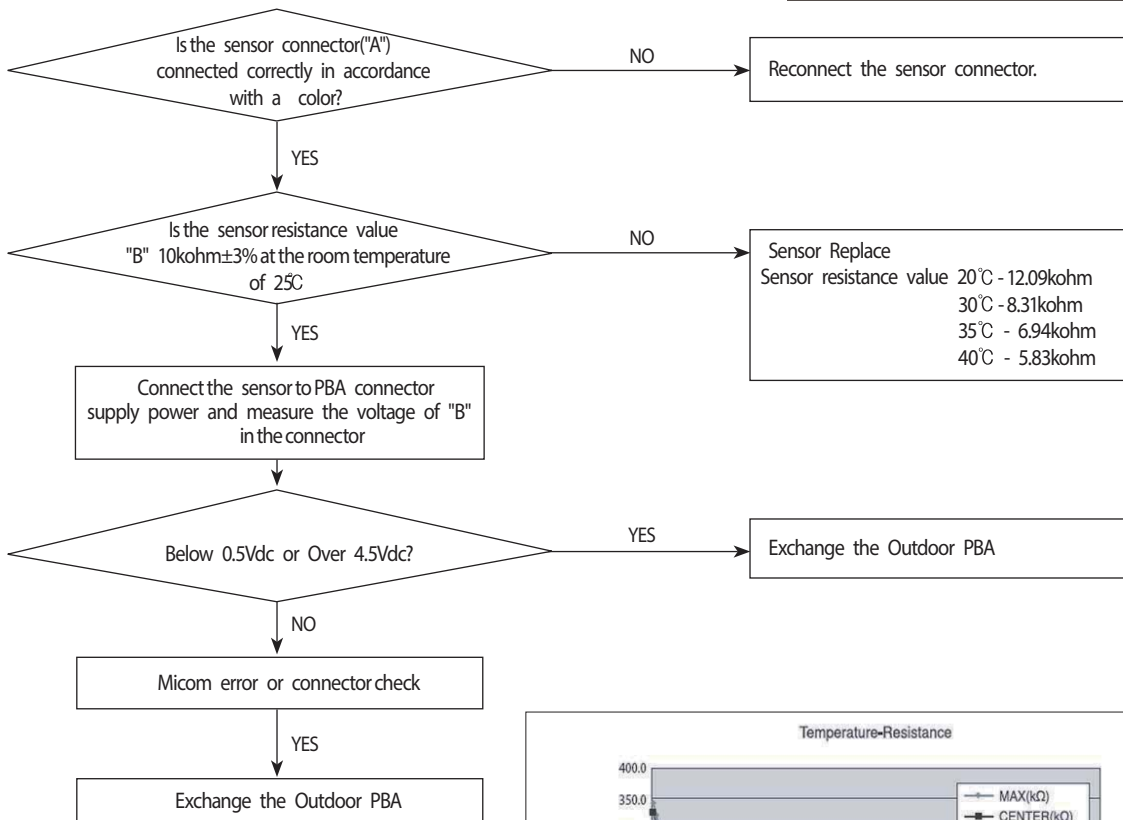 Is the sensor connector("A")
connected correctly in accordance
with a color?
NO
Reconnect the sensor connector.
YES
Is the sensor resistance value
"B" 10kohm±3% at the room temperature
of 25℃
NO
Sensor Replace
Sensor resistance value 20℃ - 12.09kohm
30℃ - 8.31kohm
35℃ - 6.94kohm
40℃ - 5.83kohm
YES
Connect the sensor to PBA connector
supply power and measure the voltage of "B"
in the connector
Below 0.5Vdc or Over 4.5Vdc?
YES
Exchange the Outdoor PBA
NO
Micom error or connector check
YES
Exchange the Outdoor PBA
Temperature-Resistance
400.0
350.0
MAX(kΩ)
CENTER(kΩ)